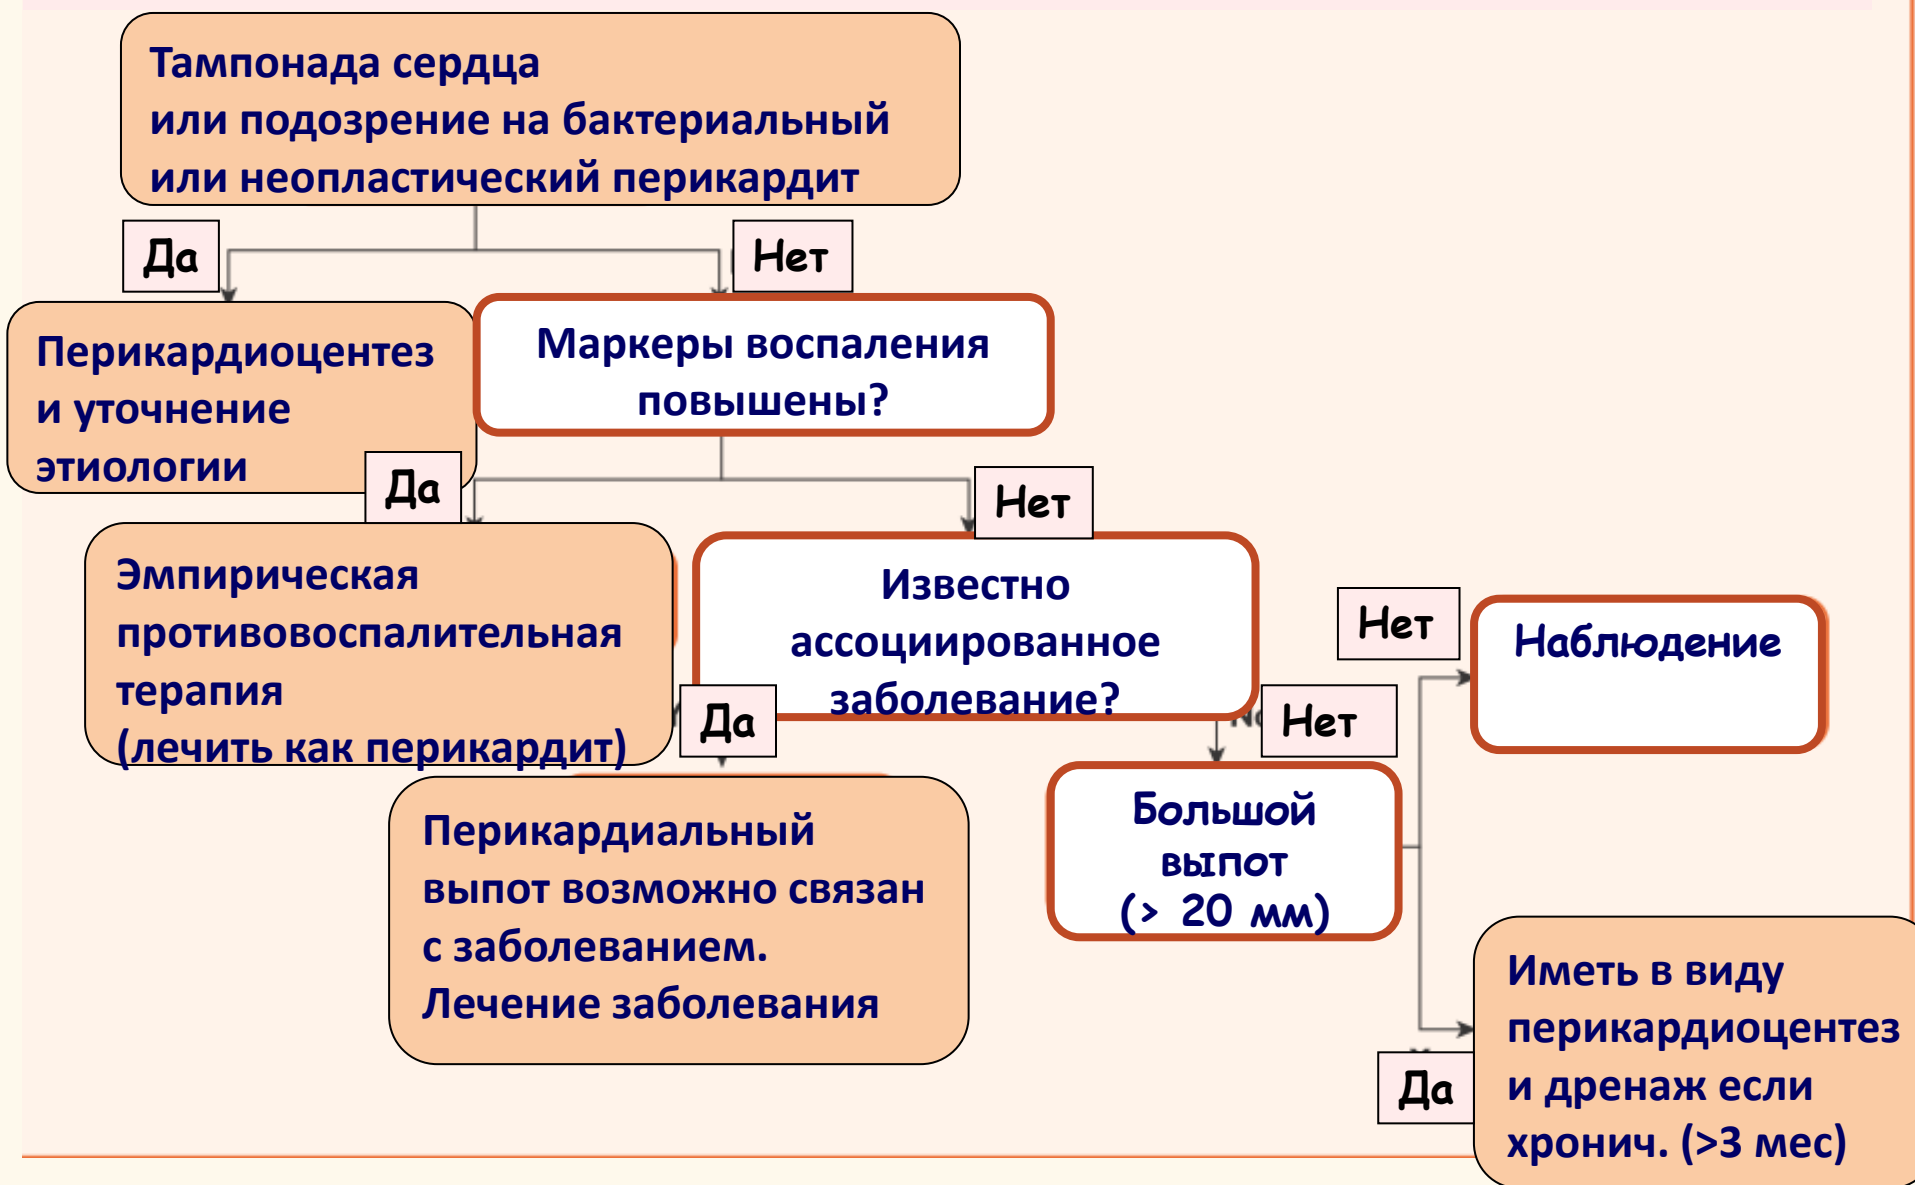 Тампонада сердца
или подозрение на бактериальный
или неопластический перикардит
Да
Нет
Перикардиоцентез
и уточнение
этиологии
Маркеры воспаления
повышены?
Да
Нет
Эмпирическая
противовоспалительная
терапия
(лечить как перикардит)
Известно
ассоциированное
заболевание?
Да
Нет
Перикардиальный
выпот возможно связан
с заболеванием.
Лечение заболевания
Большой
выпот
(> 20 мм)
Нет
Наблюдение
Да
Иметь в виду
перикардиоцентез
и дренаж если
хронич. (>3 мес)